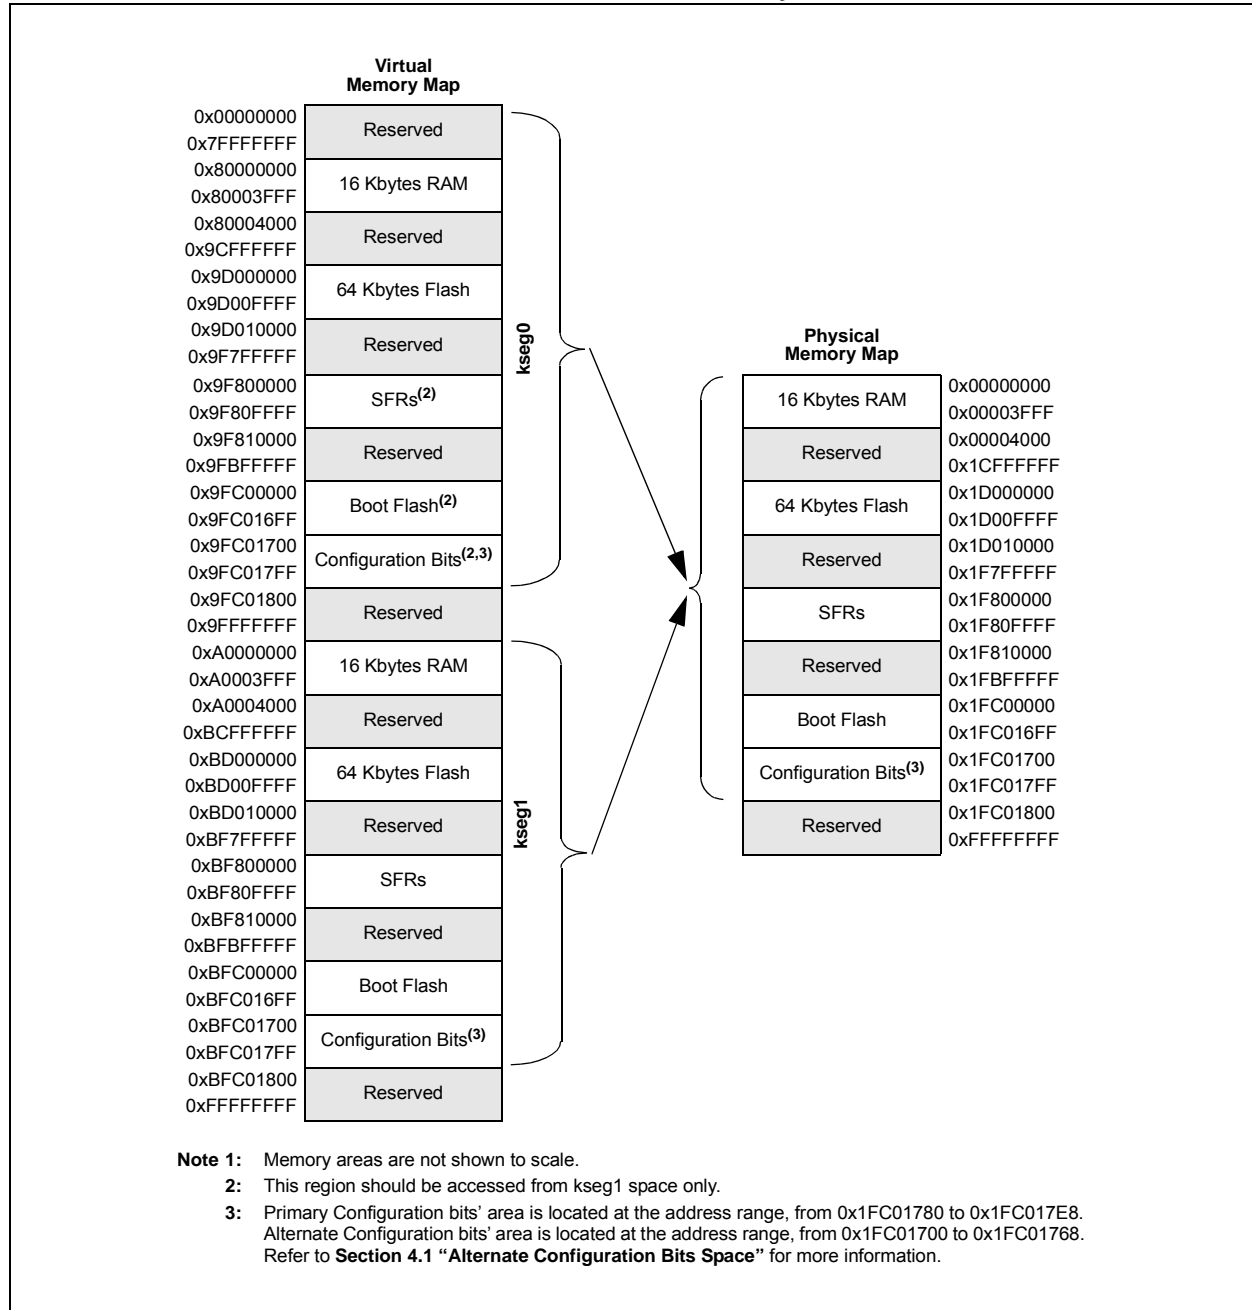 Virtual
Memory Map
0x00000000
Reserved
0x7FFFFFFF
0x80000000
16 Kbytes RAM
0x80003FFF
0x80004000
Reserved
0x9CFFFFFF
0x9D000000
64 Kbytes Flash
0x9D00FFFF
0x9D010000
Reserved
0x9F7FFFFF
0x9F800000
SFRs(2)
0x9F80FFFF
0x9F810000
Reserved
0x9FBFFFFF
0x9FC00000
Boot Flash(2)
0x9FC016FF
0x9FC01700
Configuration Bits(2,3)
0x9FC017FF
0x9FC01800
Reserved
0x9FFFFFFF
0xA0000000
16 Kbytes RAM
0xA0003FFF
0xA0004000
Reserved
0xBCFFFFFF
0xBD000000
64 Kbytes Flash
0xBD00FFFF
0xBD010000
Reserved
0xBF7FFFFF
0xBF800000
SFRs
0xBF80FFFF
0xBF810000
Reserved
0xBFBFFFFF
0xBFC00000
Boot Flash
0xBFC016FF
0xBFC01700
Configuration Bits(3)
0xBFC017FF
0xBFC01800
Reserved
0xFFFFFFFF
kseg0
kseg1
Physical
Memory Map
16 Kbytes RAM
0x00000000
0x00003FFF
Reserved
0x00004000
0x1CFFFFFF
64 Kbytes Flash
0x1D000000
0x1D00FFFF
Reserved
0x1D010000
0x1F7FFFFF
SFRs
0x1F800000
0x1F80FFFF
Reserved
0x1F810000
0x1FBFFFFF
Boot Flash
0x1FC00000
0x1FC016FF
Configuration Bits(3)
0x1FC01700
0x1FC017FF
Reserved
0x1FC01800
0xFFFFFFFF
Note 1: Memory areas are not shown to scale.
2: This region should be accessed from kseg1 space only.
3: Primary Configuration bits’ area is located at the address range, from 0x1FC01780 to 0x1FC017E8.
Alternate Configuration bits’ area is located at the address range, from 0x1FC01700 to 0x1FC01768.
Refer to Section 4.1 “Alternate Configuration Bits Space” for more information.